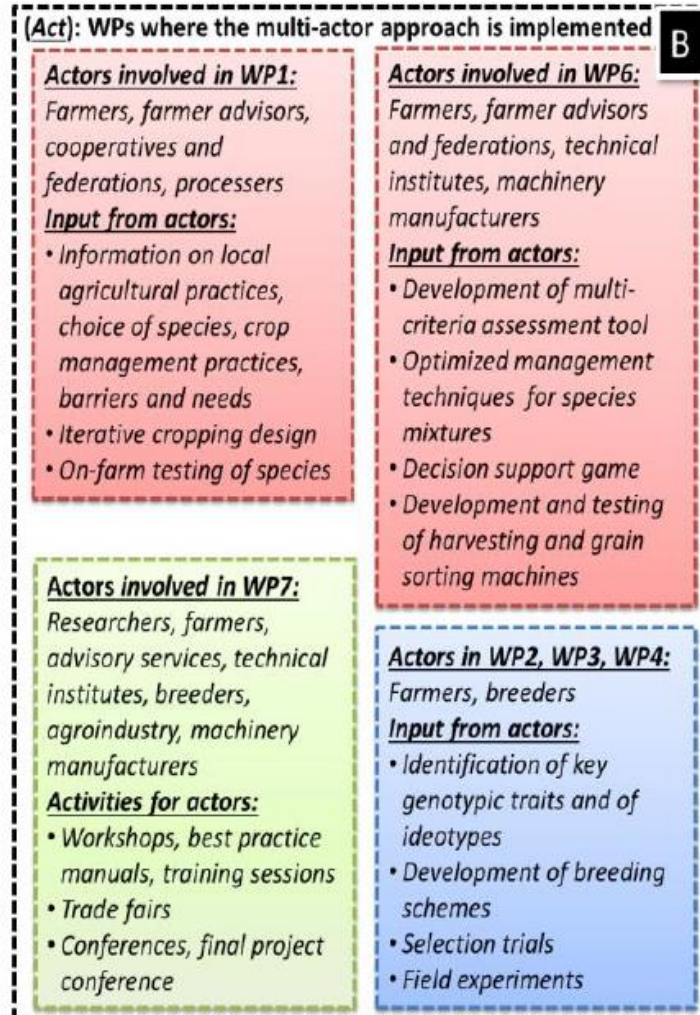 (Act): WPs where the multi-actor approach is implemented
B
Actors involved in WP1:
Farmers, farmer advisors,
cooperatives and
federations, processers
Input from actors:
• Information on local
agricultural practices,
choice of species, crop
management practices,
barriers and needs
• Iterative cropping design
• On-farm testing of species
Actors involved in WP6:
Farmers, farmer advisors
and federations, technical
institutes, machinery
manufacturers
Input from actors:
• Development of multi-
criteria assessment tool
• Optimized management
techniques for species
mixtures
• Decision support game
• Development and testing
of harvesting and grain
sorting machines
Actors involved in WP7:
Researchers, farmers,
advisory services, technical
institutes, breeders,
agroindustry, machinery
manufacturers
Activities for actors:
• Workshops, best practice
manuals, training sessions
• Trade fairs
• Conferences, final project
conference
Actors in WP2, WP3, WP4:
Farmers, breeders
Input from actors:
• Identification of key
genotypic traits and of
ideotypes
• Development of breeding
schemes
• Selection trials
• Field experiments